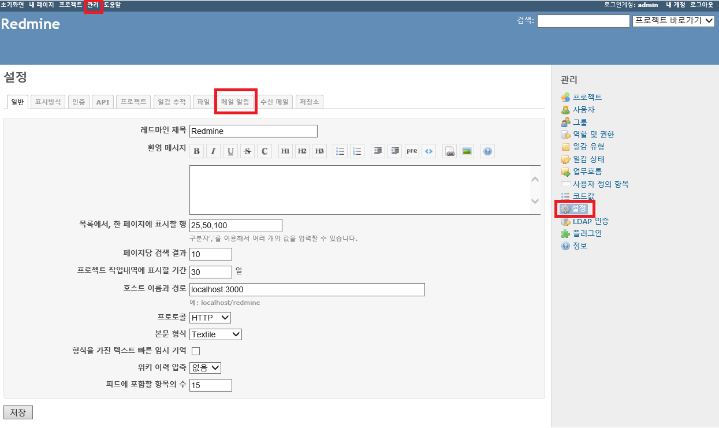 초기화면 내 페이지 프로젝트 관리 도움말
로그인계정: admin 내 계정 로그아웃
Redmine
검색:
프로젝트 바로가기
설정
일반 표시방식 인증 API 프로젝트 일감 추적 파일 메일 알림 수신 메일 저장소
레드마인 제목 Redmine
환영 메시지 B I U S C H1 H2 H3 pre
목록에서, 한 페이지에 표시할 행 25,50,100
구분자',을 이용해서 여러 개의 값을 입력할 수 있습니다.
페이지당 검색 결과 10
프로젝트 작업내역에 표시할 기간 30 일
호스트 이름과 경로 localhost 3000
예: localhost/redmine
프로토콜 HTTP
본문 형식 Textile
형식을 가진 텍스트 빠른 임시 기억
위키 이력 압축 없음
피드에 포함할 항목의 수 15
저장
관리
프로젝트
사용자
그룹
역할 및 권한
일감 유형
일감 상태
업무흐름
사용자 정의 항목
코드값
설정
LDAP 인증
플러그인
정보